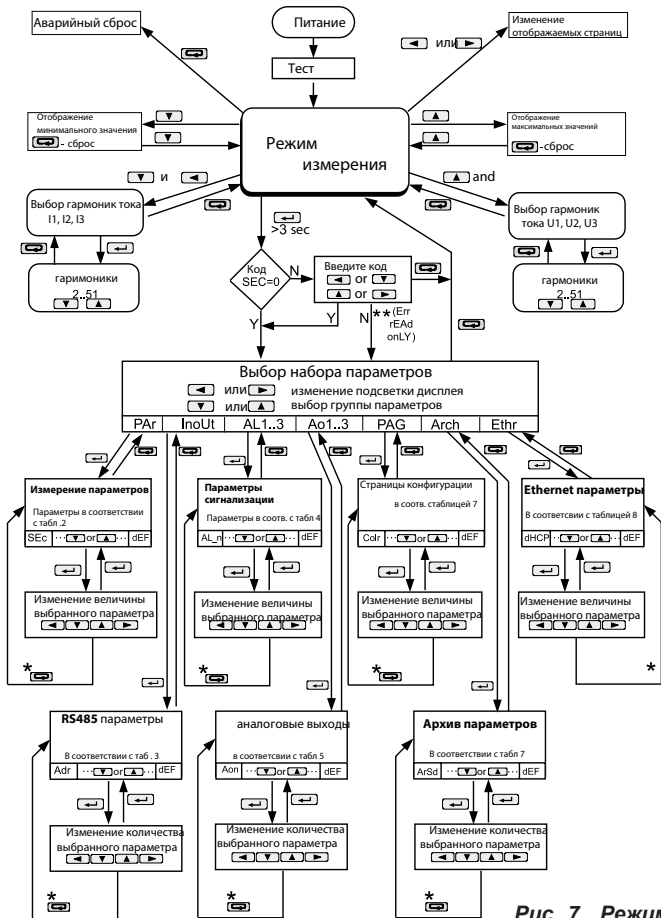 Аварийный сброс
Питание
или
Изменение
отображаемых страниц
Тест
Отображение
минимального значения
- сброс
Режим
измерения
Отображение
максимальных значений
-сброс
и
and
Выбор гармоник тока
I1, I2, I3
Выбор гармоник
тока U1, U2, U3
гаримоники
2..51
гармоники
2..51
>3 sec
Код
SEC=0
N
Введите код
or
or
Y
Y
N
**(Err
rEAd
onLY)
Выбор набора параметров
или
изменение подсветки дисплея
или
выбор группы параметров
PAr
InoUt
AL1..3
Ao1..3
PAG
Arch
Ethr
Измерение параметров
Параметры в соответствии
с табл .2
SEc ... or ... dEF
Параметры
сигнализации
Параметры в соотв. с табл 4
AL_n ... or ... dEF
Страницы конфигурации
в соотв. стаблицей 7
Colr ... or ... dEF
Ethernet параметры
В соответсвии с таблицей 8
dHCP ... or ... dEF
Изменение величины
выбранного параметра
*
Изменение величины
выбранного параметра
*
Изменение величины
выбранного параметра
*
Изменение величины
выбранного параметра
*
RS485 параметры
В соответствии с таб . 3
Adr ... or ... dEF
аналоговые выходы
в соответствии с табл 5
Aon ... or ... dEF
Архив параметров
В соответствии с табл 7
ArSd ... or ... dEF
Изменение количества
выбранного параметра
*
Изменение количества
выбранного параметра
*
Изменение количества
выбранного параметра
*
Рис. 7. Режим